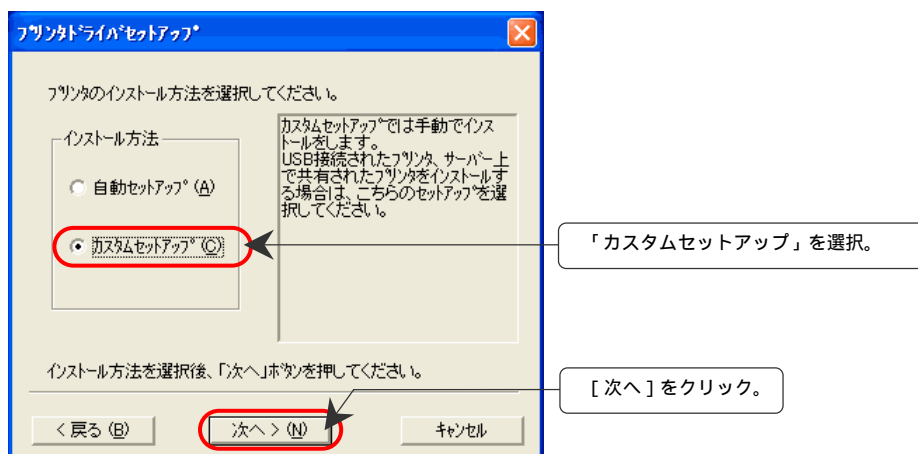 プリンタドライバセットアップ
プリンタのインストール方法を選択してください。
インストール方法
自動セットアップ (A)
カスタムセットアップ (C)
カスタムセットアップでは手動でインス
トールをします。
USB接続されたプリンタ、サーバー上
で共有されたプリンタをインストールす
る場合は、こちらのセットアップを選
択してください。
「カスタムセットアップ」を選択。
インストール方法を選択後、「次へ」ボタンを押してください。
[次へ]をクリック。
< 戻る (B)
次へ > (N)
キャンセル